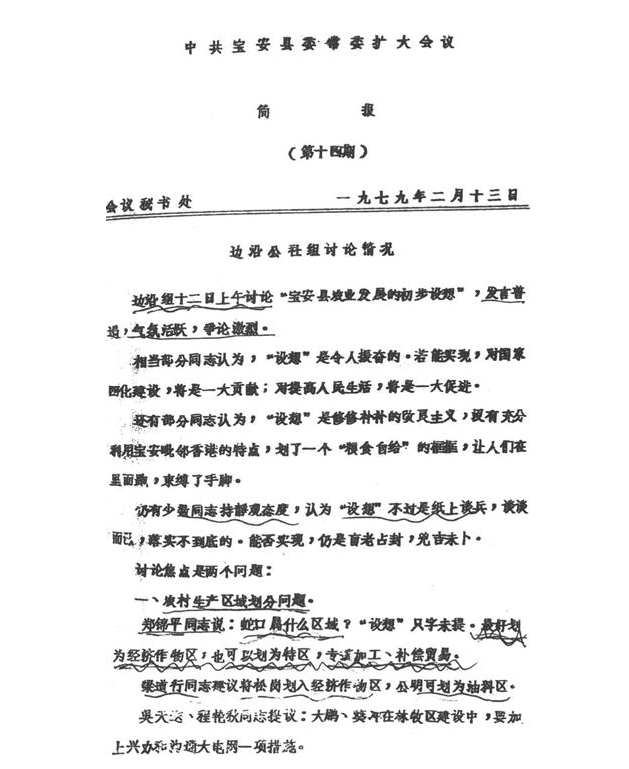 中共宝安县委常委扩大会议
简 报
(第十四期)
会议秘书处 一九七九年二月十三日
边沿公社组讨论情况
边沿组十二日上午讨论“宝安县农业发展的初步设想”,发言普
遍,气氛活跃,争论激烈。
相当部分同志认为,“设想”是令人振奋的。若能实现,对国家
四化建设,将是一大贡献;对提高人民生活,将是一大促进。
还有部分同志认为,“设想”是修修补补的改良主义,没有充分
利用宝安毗邻香港的特点,划了一个“粮食自给”的框框,让人们在
里面跳,束缚了手脚。
仍有少数同志持静观态度,认为“设想”不过是纸上谈兵,谈谈
而已,落实不到底的。能否实现,仍是盲老占卦,兇吉未卜。
讨论焦点是两个问题:
一、农村生产区域划分问题。
郑锦平同志说:蛇口属什么区域?“设想”只字未提。最好划
为经济作物区;也可以划为特区,专道加工、补偿贸易。
渠道行同志建议将松岗划入经济作物区,公明可划为油料区。
吴天 、程 同志提议:大鹏、葵冲在林牧区建设中,要加
上兴办和沟通大电网一项措施。